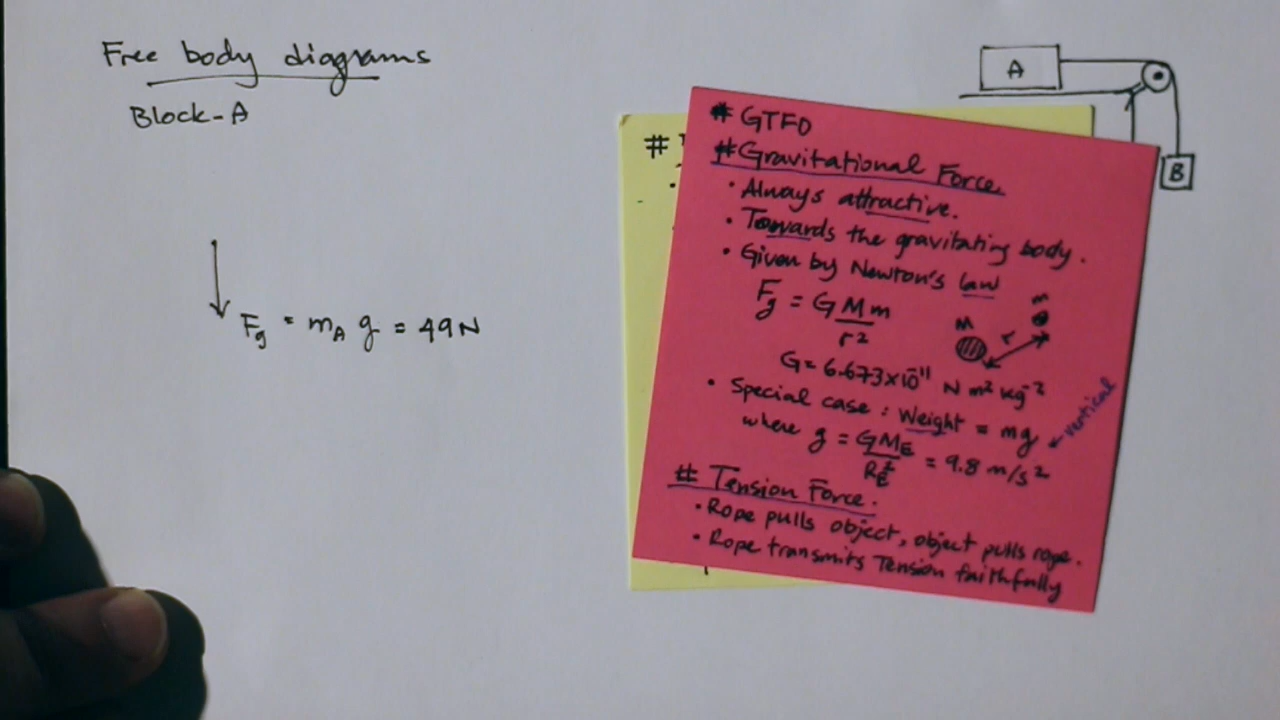 Free body diagrams
Block-A
Fg = mA g = 49N
A
B
#
# GTFO
# Gravitational Force.
• Always attractive.
• Towards the gravitating body.
• Given by Newton's law
Fg = G Mm
r2
M
m
r
G = 6.673×10-11 N m2 kg-2
• Special case : Weight = mg ← vertical
where g = GME = 9.8 m/s2
RE2
# Tension Force.
• Rope pulls object, object pulls rope.
• Rope transmits Tension faithfully